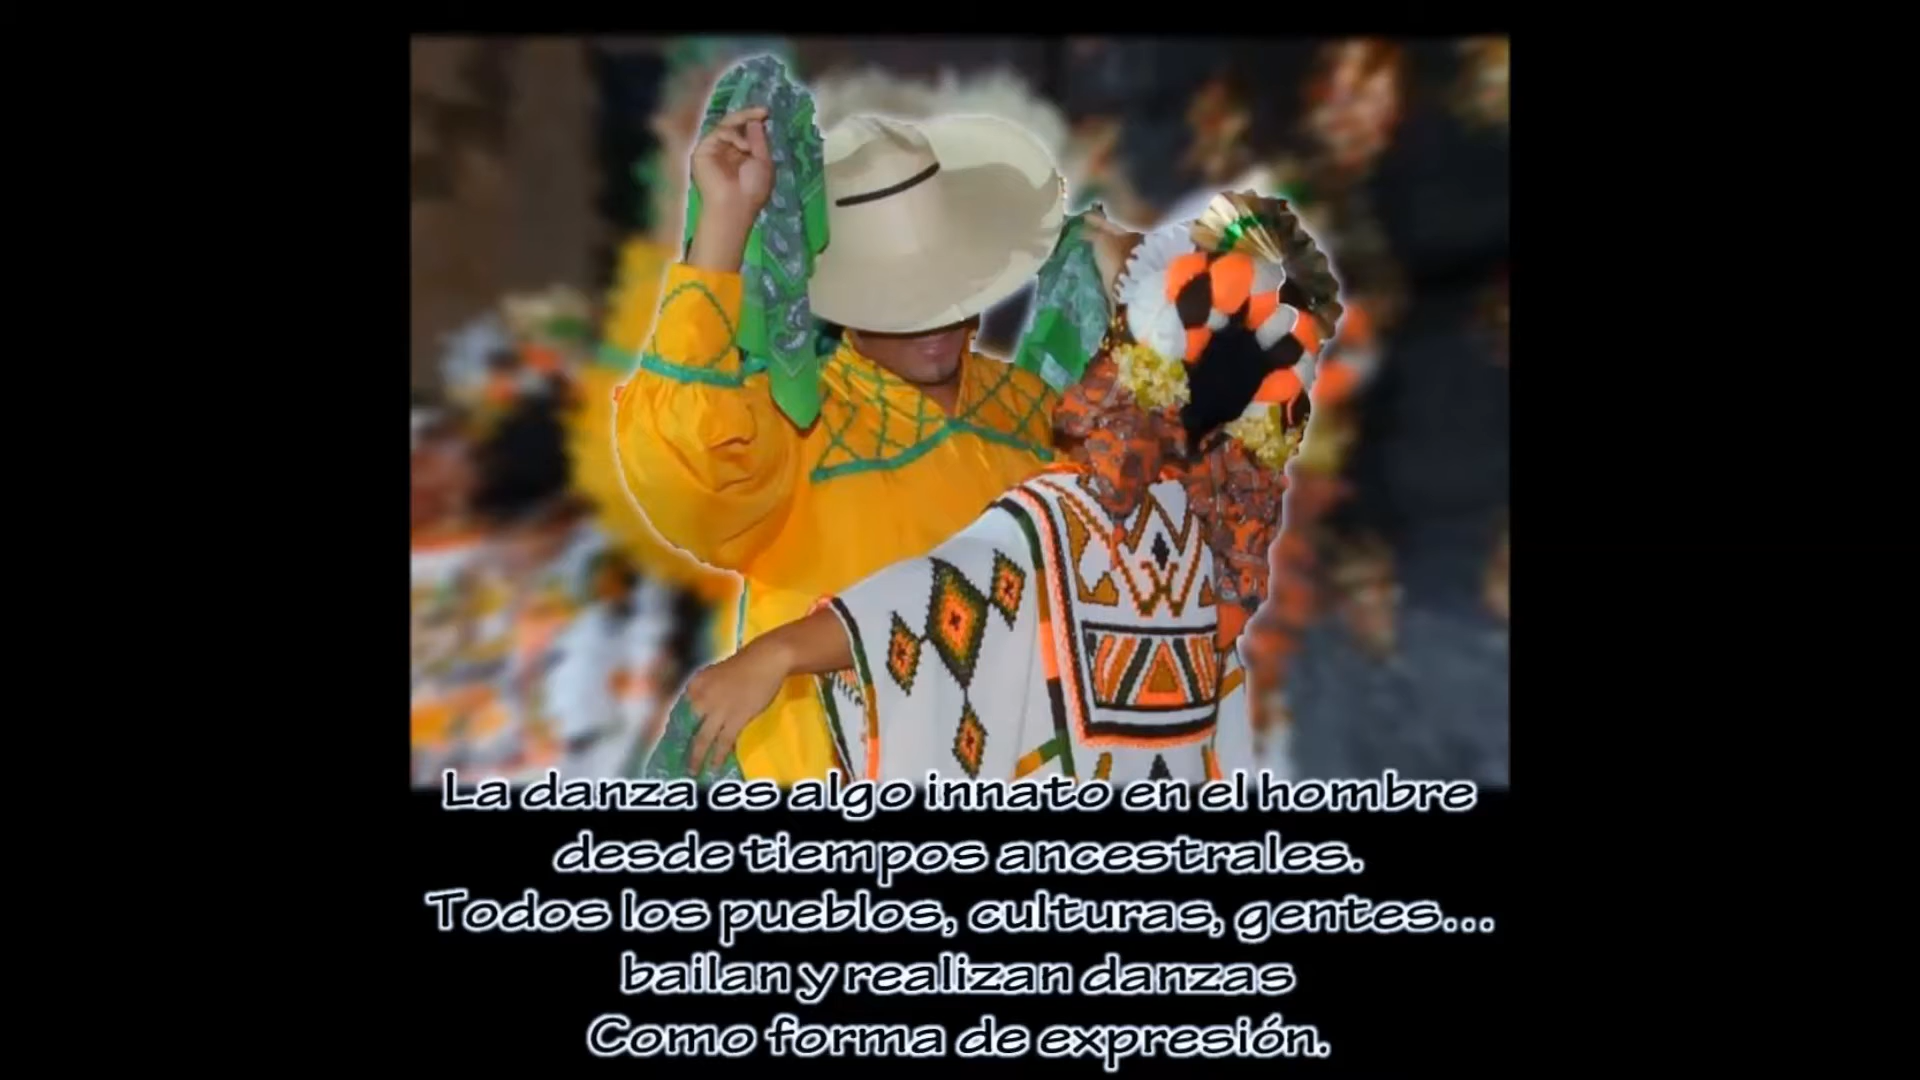 La danza es algo innato en el hombre
desde tiempos ancestrales.
Todos los pueblos, culturas, gentes...
bailan y realizan danzas
Como forma de expresión.